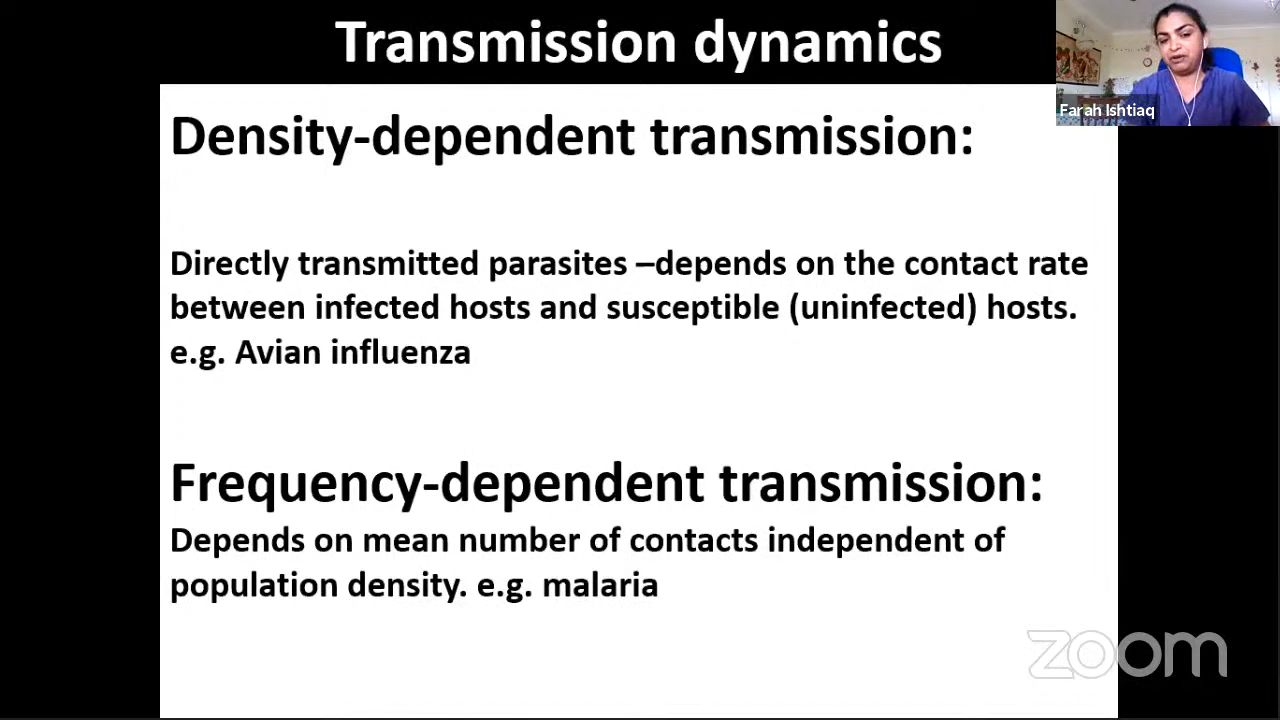 Transmission dynamics
Farah Ishtiaq
Density-dependent transmission:
Directly transmitted parasites –depends on the contact rate
between infected hosts and susceptible (uninfected) hosts.
e.g. Avian influenza
Frequency-dependent transmission:
Depends on mean number of contacts independent of
population density. e.g. malaria
zoom